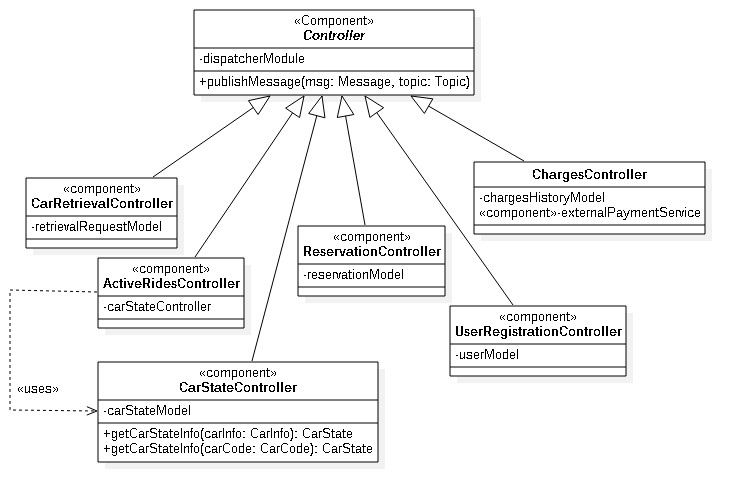 «Component»
Controller
-dispatcherModule
+publishMessage(msg: Message, topic: Topic)
ChargesController
-chargesHistoryModel
«component»-externalPaymentService
«component»
CarRetrievalController
-retrievalRequestModel
«component»
ReservationController
-reservationModel
«component»
ActiveRidesController
-carStateController
«component»
UserRegistrationController
-userModel
«uses»
«component»
CarStateController
-carStateModel
+getCarStateInfo(carInfo: CarInfo): CarState
+getCarStateInfo(carCode: CarCode): CarState